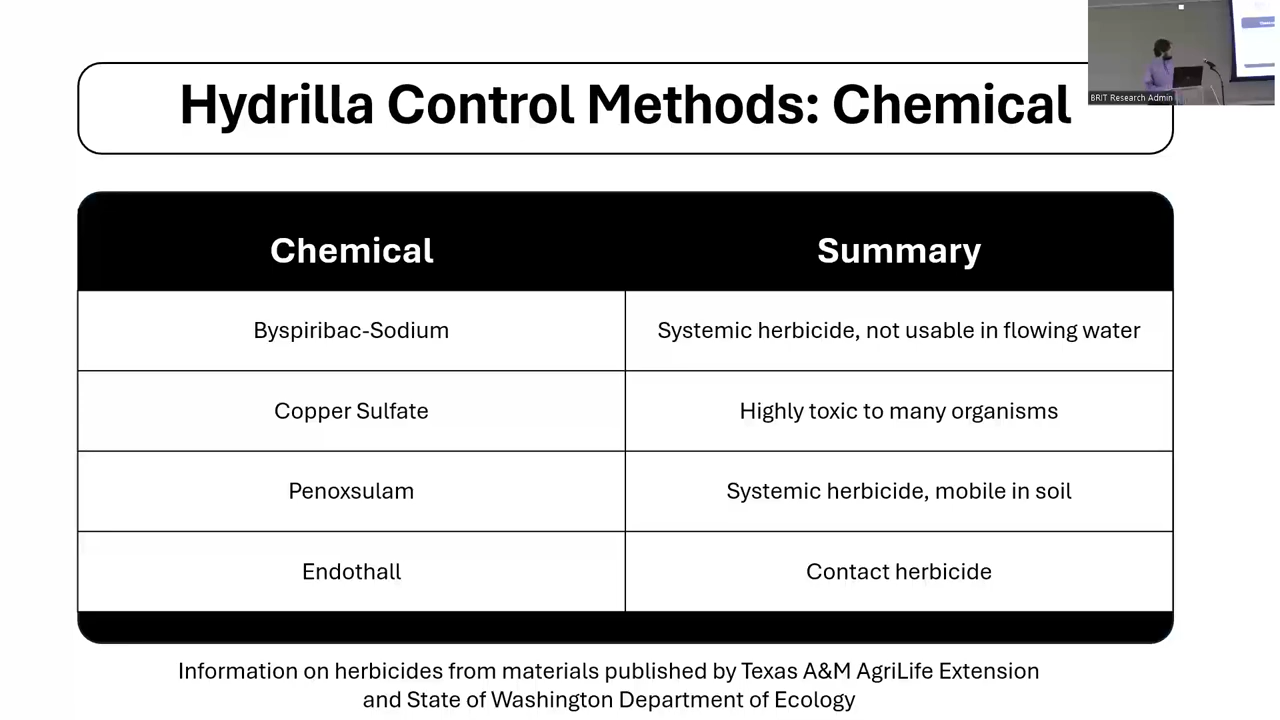 Hydrilla Control Methods: Chemical
BRIT Research Admin
Chemical
Summary
Byspiribac-Sodium
Systemic herbicide, not usable in flowing water
Copper Sulfate
Highly toxic to many organisms
Penoxsulam
Systemic herbicide, mobile in soil
Endothall
Contact herbicide
Information on herbicides from materials published by Texas A&M AgriLife Extension
and State of Washington Department of Ecology